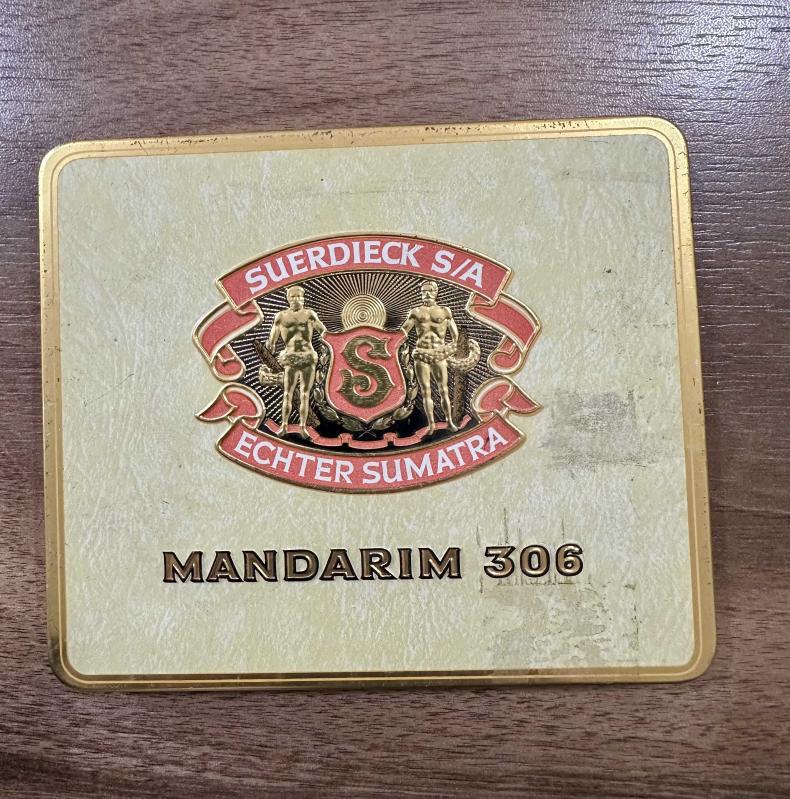 SUERDIECK S/A
S
ECHTER SUMATRA
MANDARIM 306